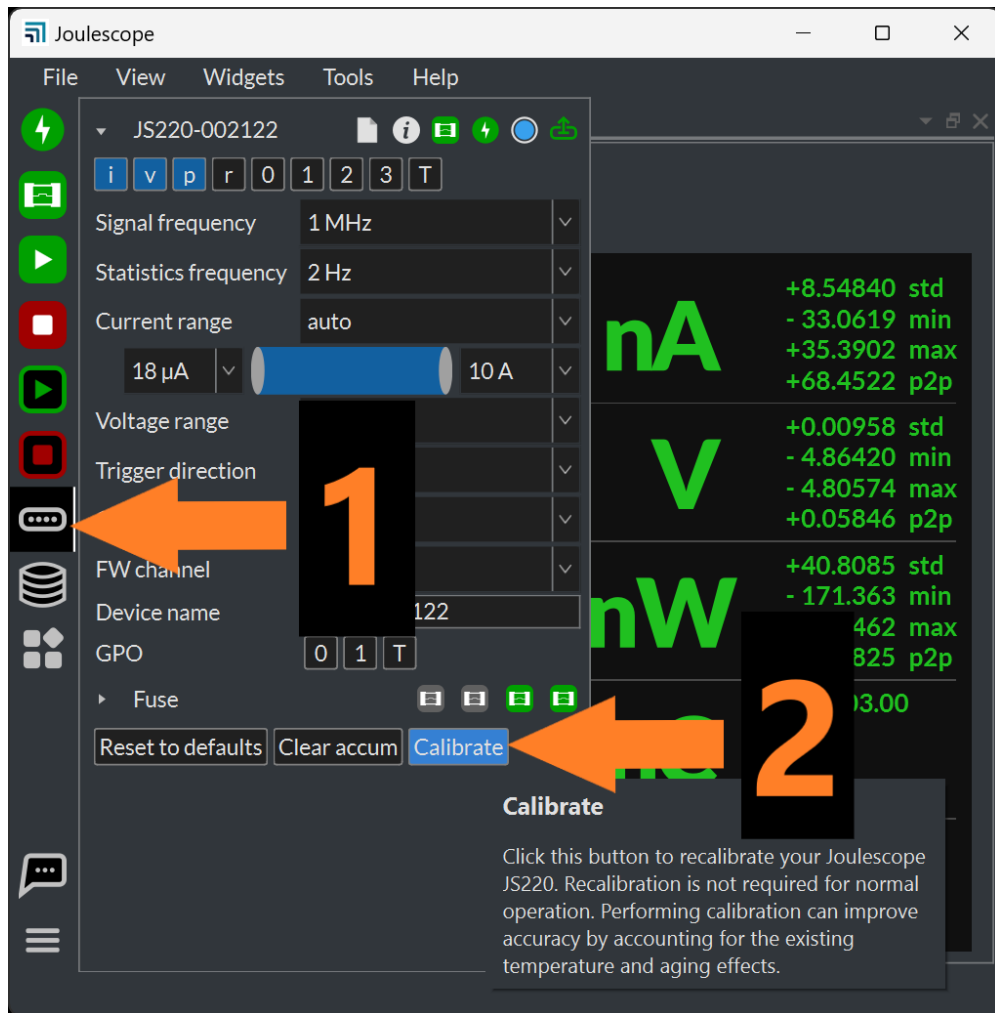 Joulescope
File View Widgets Tools Help
JS220-002122
i v p r 0 1 2 3 T
Signal frequency 1 MHz
Statistics frequency 2 Hz
Current range auto
18 µA 10 A
Voltage range
Trigger direction
FW channel
Device name 122
GPO 0 1 T
Fuse
Reset to defaults Clear accum Calibrate
1
2
nA
+8.54840 std
- 33.0619 min
+35.3902 max
+68.4522 p2p
V
+0.00958 std
- 4.86420 min
- 4.80574 max
+0.05846 p2p
nW
+40.8085 std
- 171.363 min
462 max
825 p2p
03.00
Calibrate
Click this button to recalibrate your Joulescope
JS220. Recalibration is not required for normal
operation. Performing calibration can improve
accuracy by accounting for the existing
temperature and aging effects.